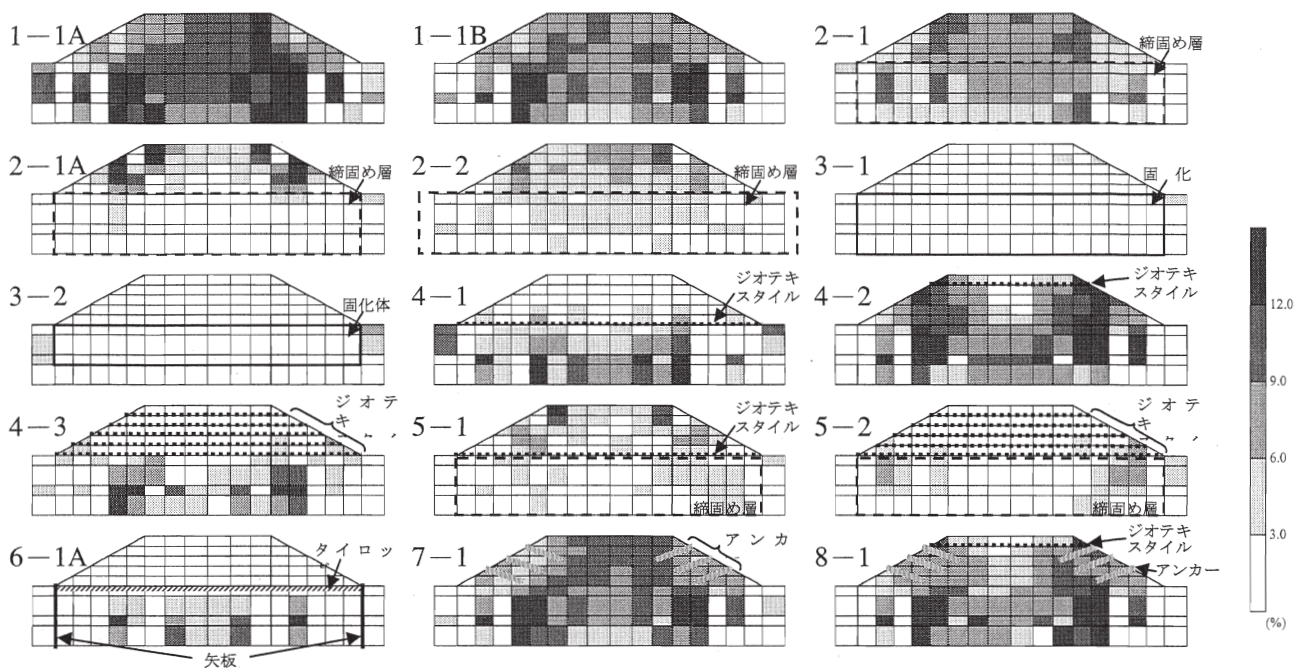 1－1A
1－1B
2－1
締固め層
2－1A
締固め層
2－2
締固め層
3－1
固 化
3－2
固化体
4－1
ジオテキ
スタイル
4－2
ジオテキ
スタイル
4－3
ジ オ テ
キ
5－1
ジオテキ
スタイル
締固め層
5－2
ジ オ テ
キ
締固め層
6－1A
タイロッ
矢板
7－1
アンカ
8－1
ジオテキ
スタイル
アンカー
12.0
9.0
6.0
3.0
(%)